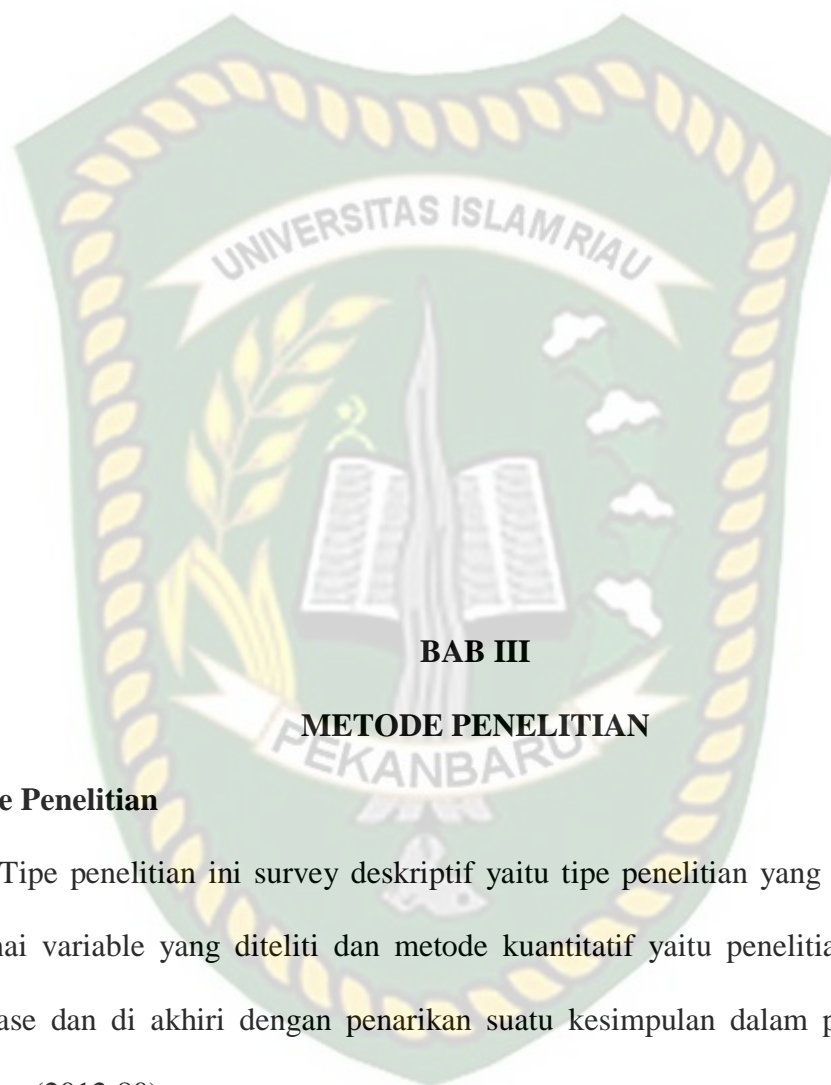 UNIVERSITAS ISLAM RIAU
BAB III
METODE PENELITIAN
PEKANBARU
e Penelitian
Tipe penelitian ini survey deskriptif yaitu tipe penelitian yang
nai variable yang diteliti dan metode kuantitatif yaitu penelitia
ase dan di akhiri dengan penarikan suatu kesimpulan dalam p